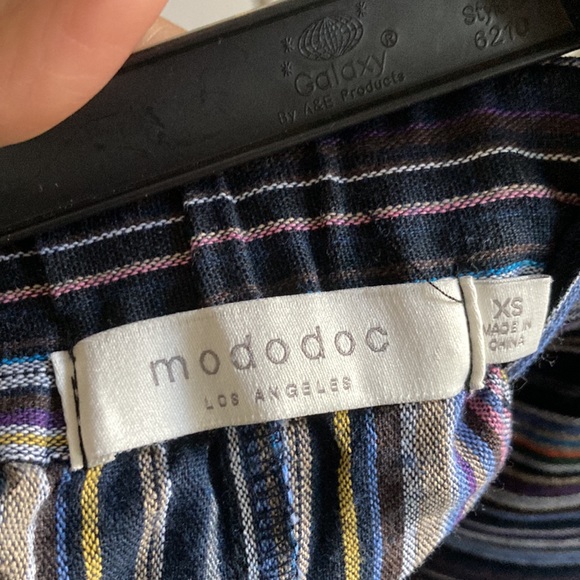 Style
6210
Galaxy®
By A&E Products
mododoc
LOS ANGELES
XS
MADE IN
CHINA